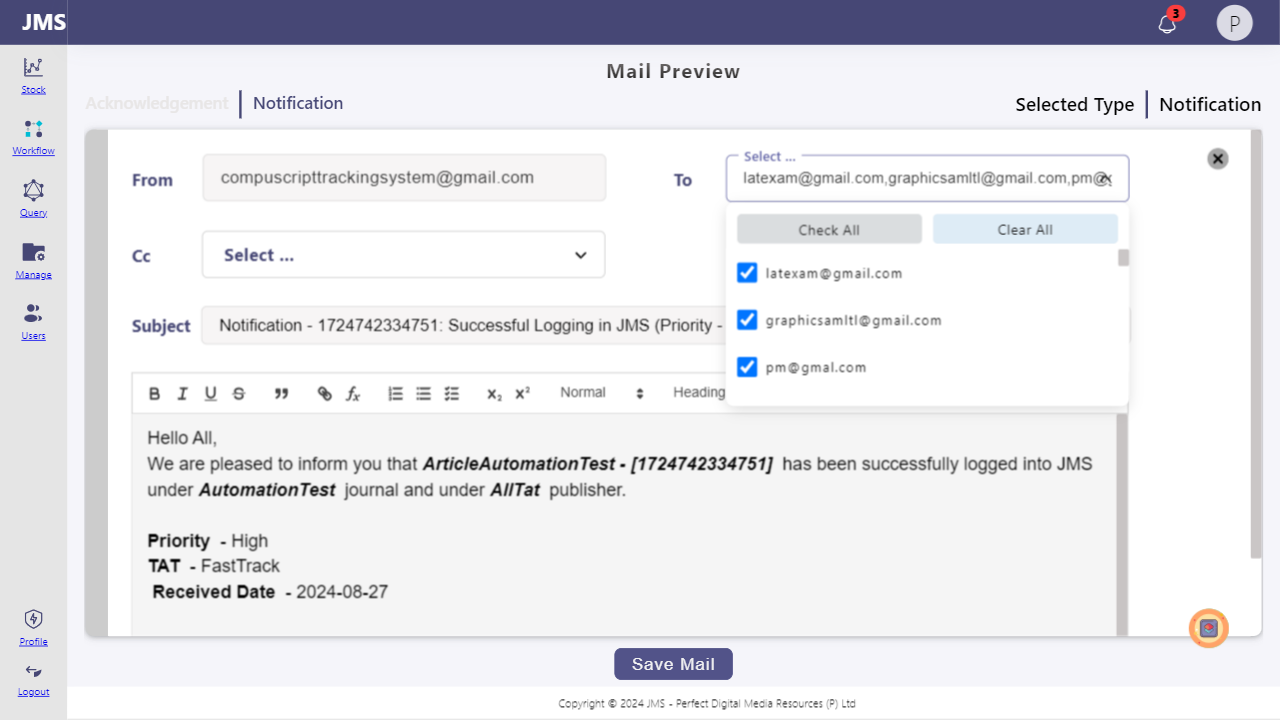 JMS
3
P
Stock
Workflow
Query
Manage
Users
Profile
Logout
Mail Preview
Acknowledgement
Notification
Selected Type
Notification
From
compuscripttrackingsystem@gmail.com
To
Select ...
latexam@gmail.com,graphicsamltl@gmail.com,pm@
Check All
Clear All
latexam@gmail.com
graphicsamltl@gmail.com
pm@gmal.com
Cc
Select ...
Subject
Notification - 1724742334751: Successful Logging in JMS (Priority -
Normal
Heading
Hello All,
We are pleased to inform you that ArticleAutomationTest - [1724742334751] has been successfully logged into JMS
under AutomationTest journal and under AllTat publisher.
Priority - High
TAT - FastTrack
Received Date - 2024-08-27
Save Mail
Copyright © 2024 JMS - Perfect Digital Media Resources (P) Ltd